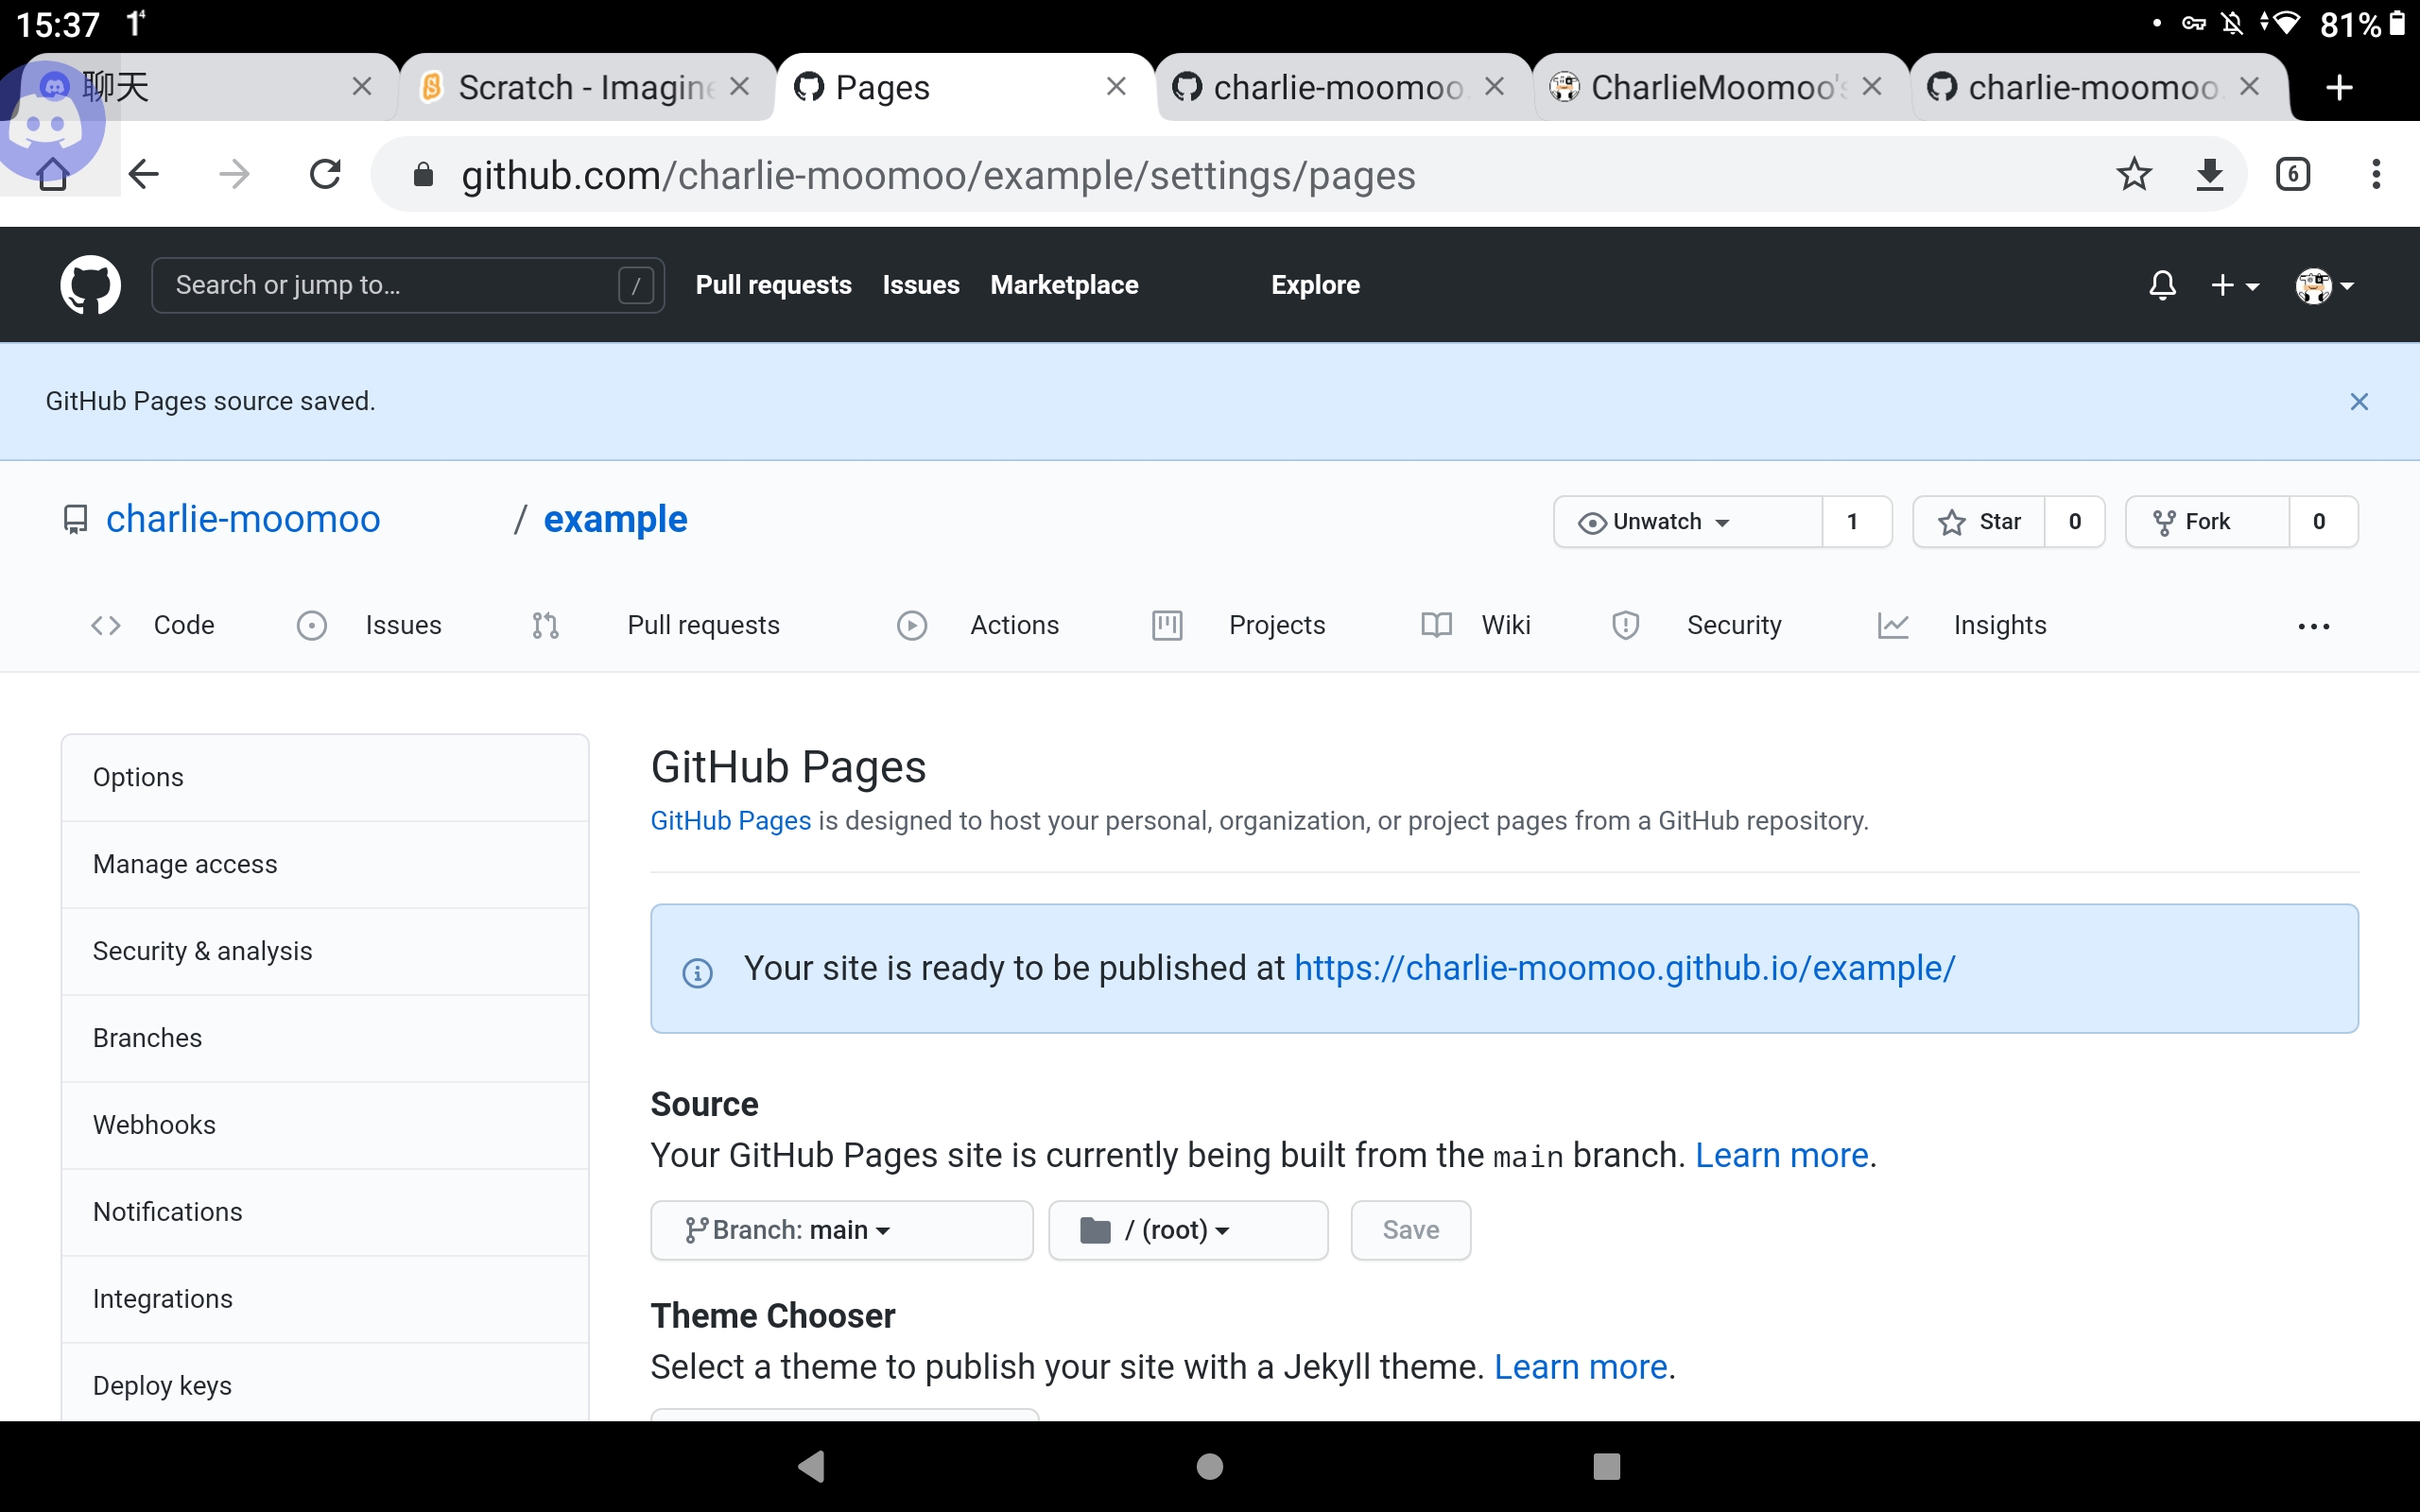 15:37 1⁴ 81%
聊天 Scratch - Imagine Pages charlie-moomoo. CharlieMoomoo's charlie-moomoo.
github.com/charlie-moomoo/example/settings/pages 6
Search or jump to… / Pull requests Issues Marketplace Explore
GitHub Pages source saved.
charlie-moomoo / example Unwatch 1 Star 0 Fork 0
Code Issues Pull requests Actions Projects Wiki Security Insights
Options
Manage access
Security & analysis
Branches
Webhooks
Notifications
Integrations
Deploy keys
GitHub Pages
GitHub Pages is designed to host your personal, organization, or project pages from a GitHub repository.
Your site is ready to be published at https://charlie-moomoo.github.io/example/
Source
Your GitHub Pages site is currently being built from the main branch. Learn more.
Branch: main / (root) Save
Theme Chooser
Select a theme to publish your site with a Jekyll theme. Learn more.